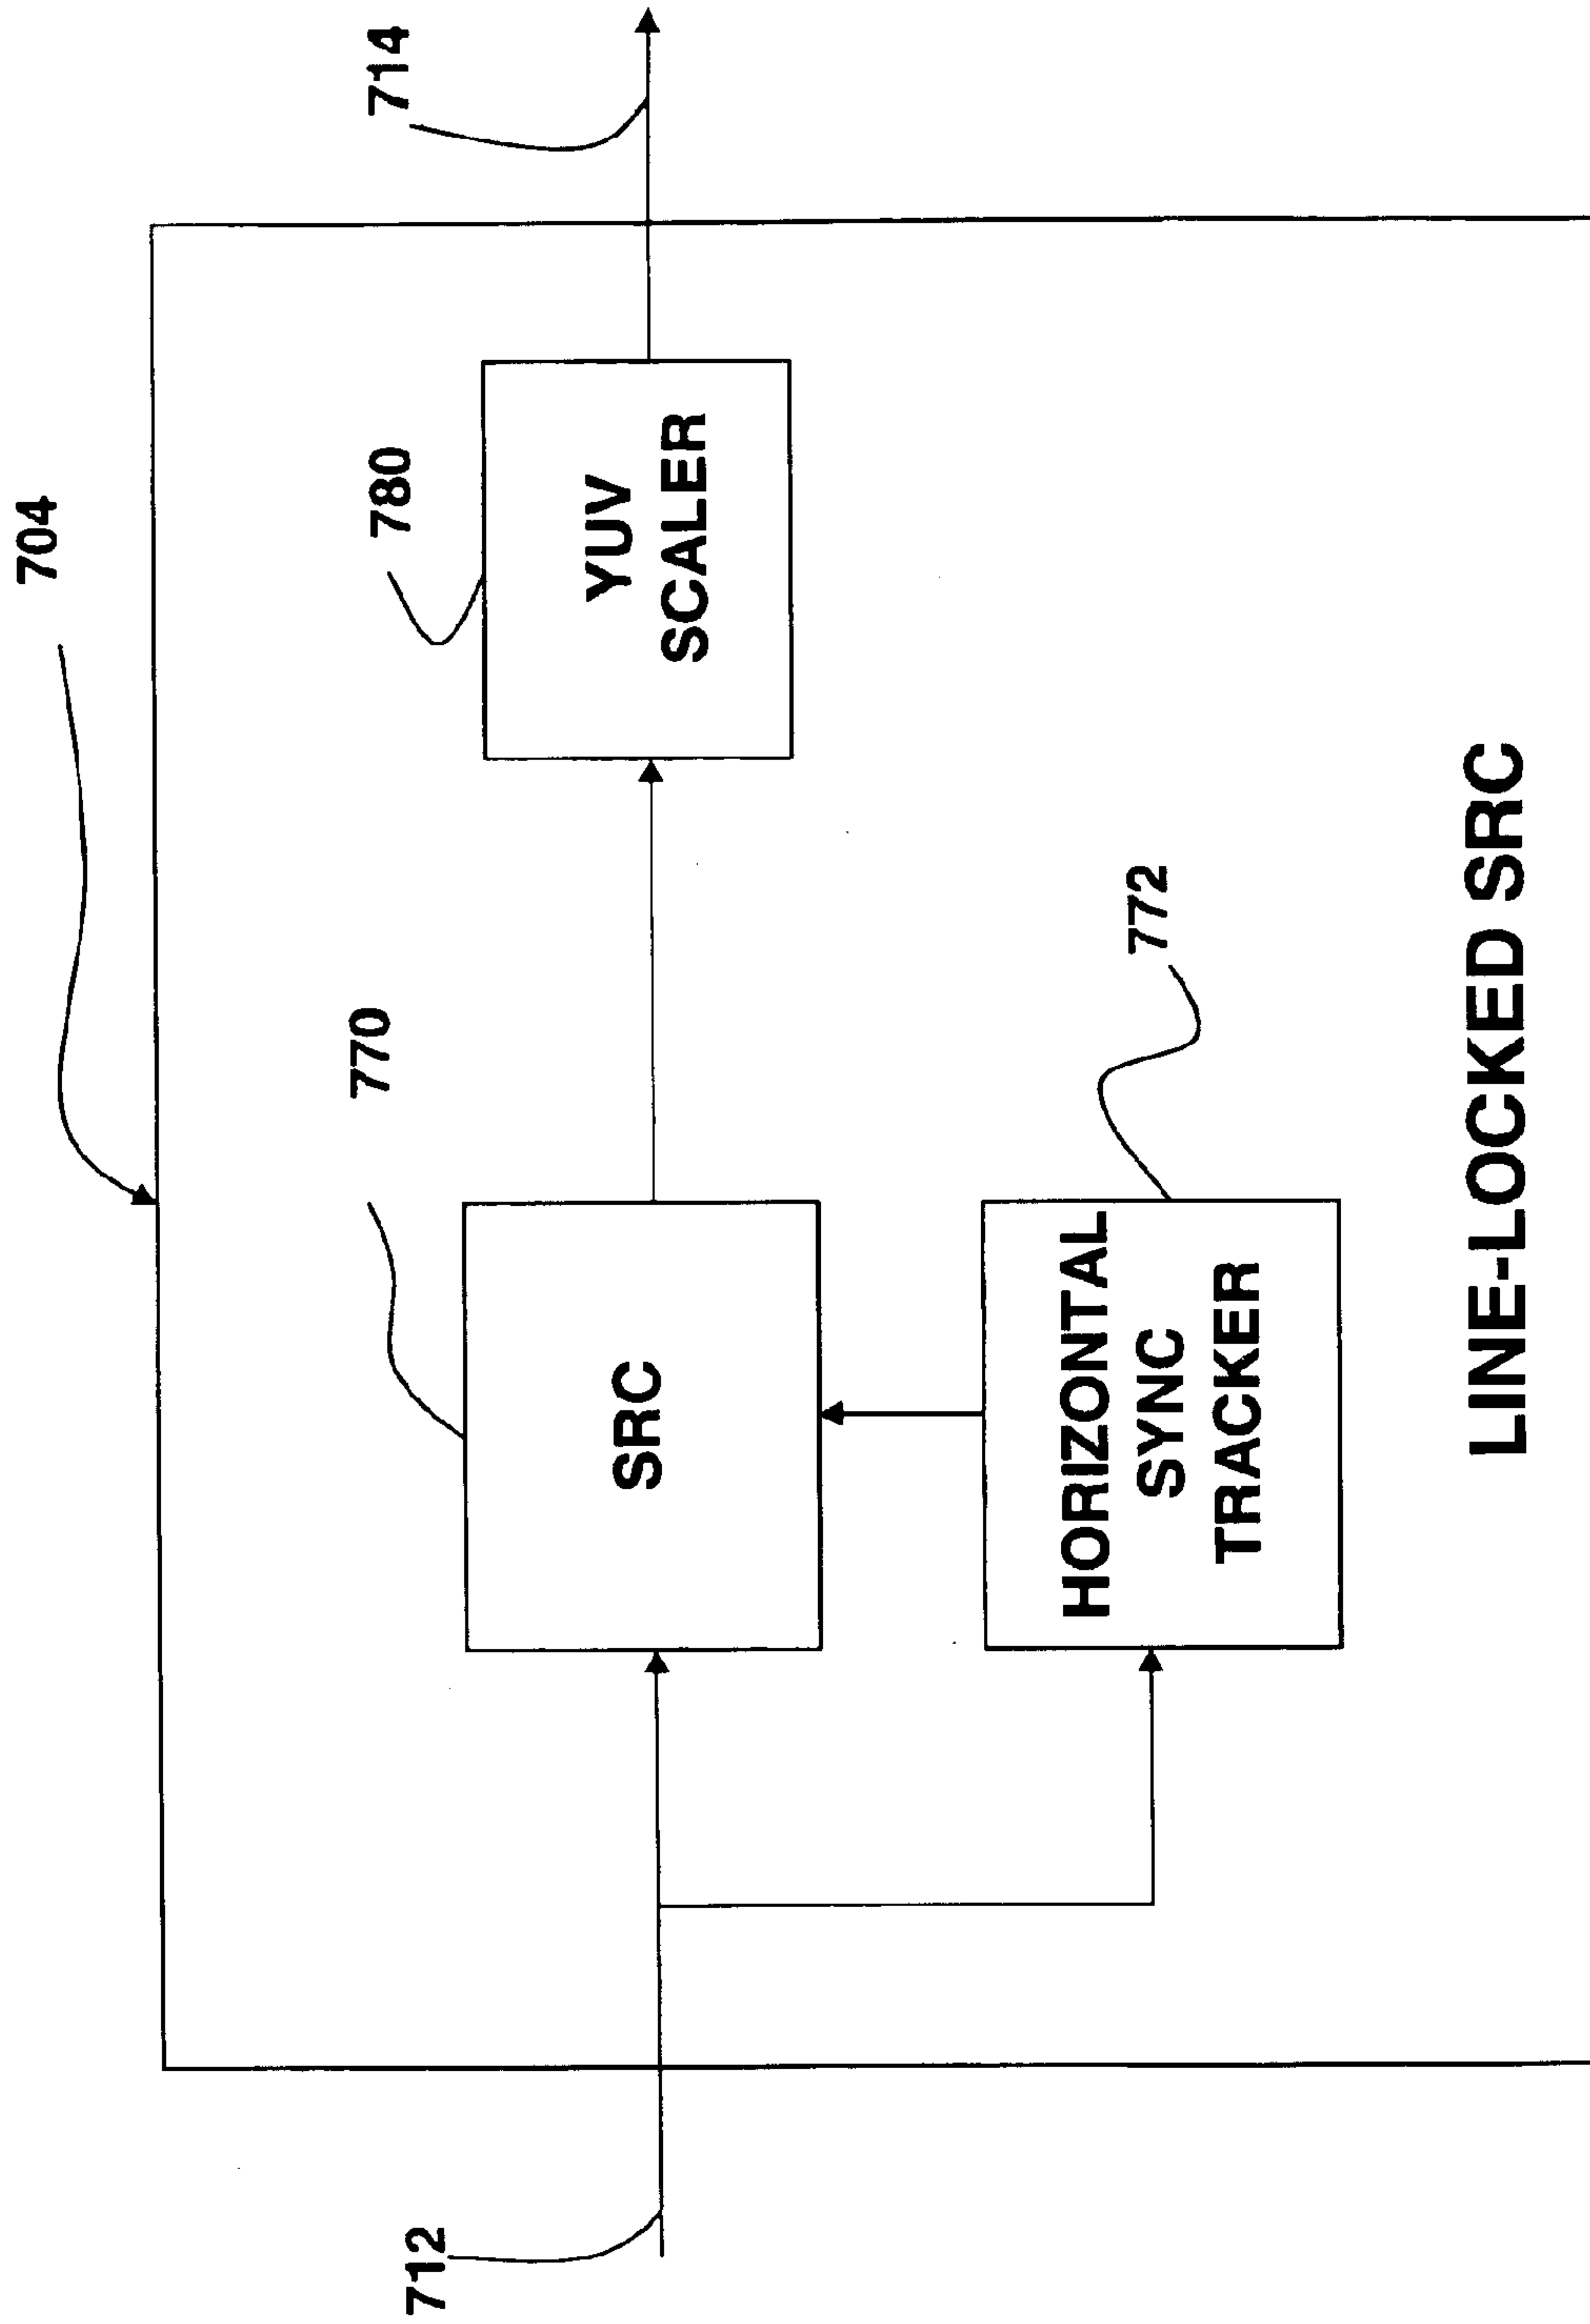 704
712
770
780
714
SRC
YUV
SCALER
HORIZONTAL
SYNC
TRACKER
772
LINE-LOCKED SRC